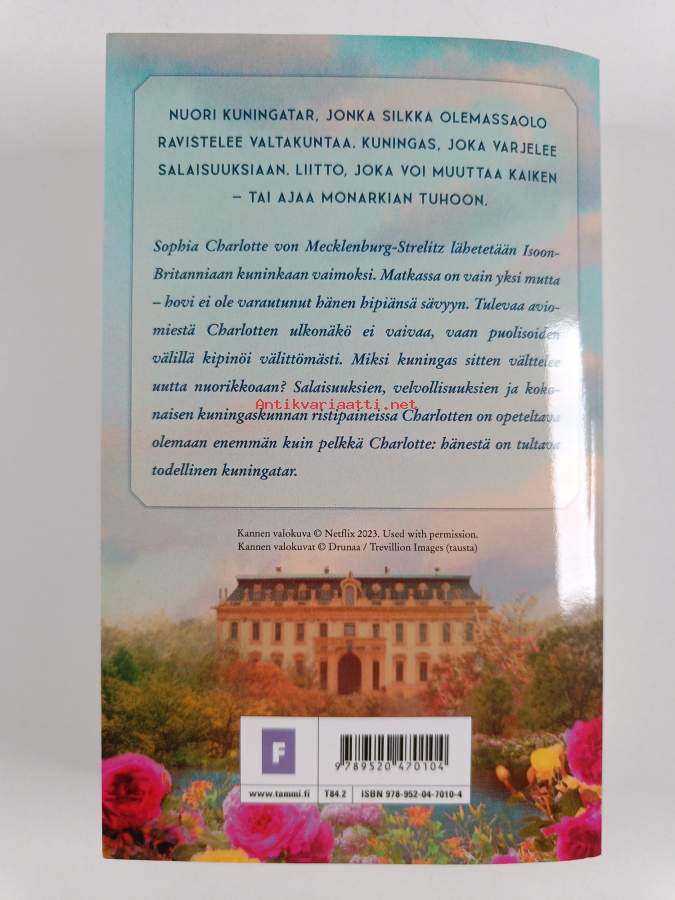 NUORI KUNINGATAR, JONKA SILKKA OLEMASSAOLO
RAVISTELEE VALTAKUNTAA. KUNINGAS, JOKA VARJELEE
SALAISUUKSIAAN. LIITTO, JOKA VOI MUUTTAA KAIKEN
– TAI AJAA MONARKIAN TUHOON.
Sophia Charlotte von Mecklenburg-Strelitz lähetetään Isoon-
Britanniaan kuninkaan vaimoksi. Matkassa on vain yksi mutta
– hovi ei ole varautunut hänen hipiänsä sävyyn. Tulevaa avio-
miestä Charlotten ulkonäkö ei vaivaa, vaan puolisoiden
välillä kipinöi välittömästi. Miksi kuningas sitten välttelee
uutta nuorikkoaan? Salaisuuksien, velvollisuuksien ja koko-
naisen kuningaskunnan ristipaineissa Charlotten on opeteltava
Antikvariaatti.net
olemaan enemmän kuin pelkkä Charlotte: hänestä on tultava
todellinen kuningatar.
Kannen valokuva © Netflix 2023. Used with permission.
Kannen valokuvat © Drunaa / Trevillion Images (tausta)
F
9789520470104
www.tammi.fi T84.2 ISBN 978-952-04-7010-4